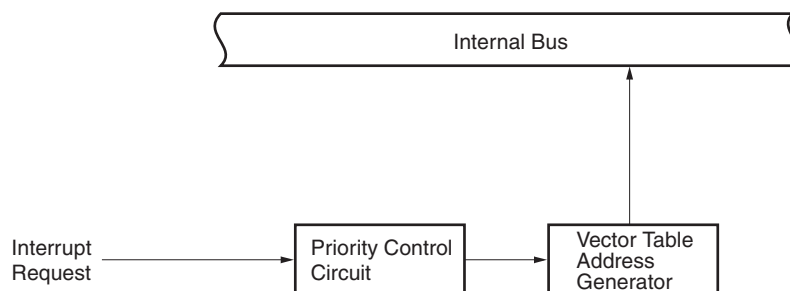 Internal Bus
Interrupt
Request
Priority Control
Circuit
Vector Table
Address
Generator